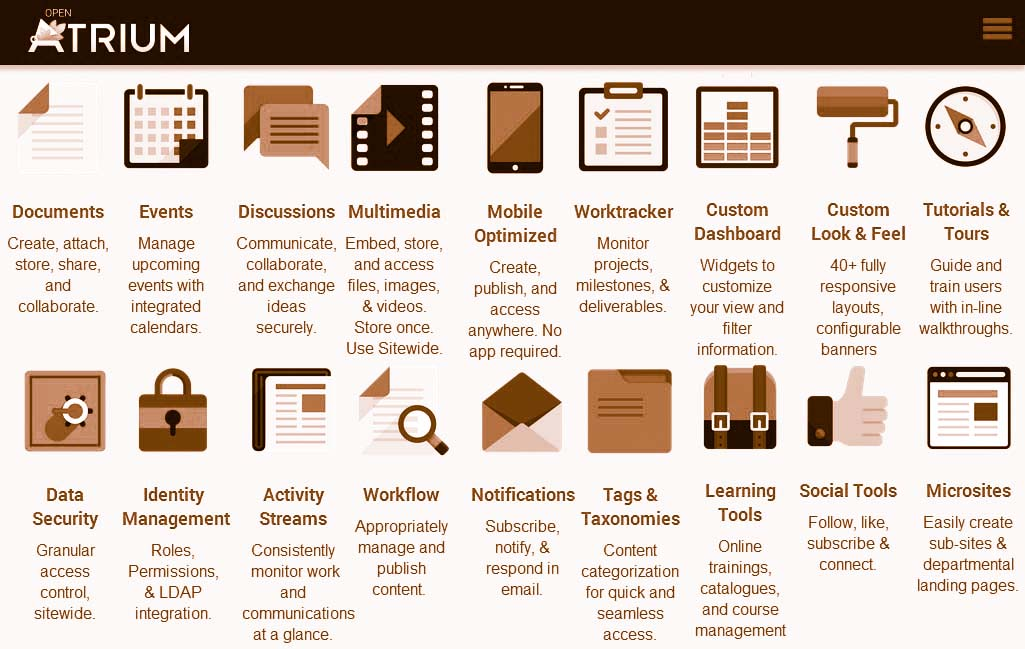 OPEN
ATRIUM
Documents
Create, attach,
store, share,
and
collaborate.
Events
Manage
upcoming
events with
integrated
calendars.
Discussions
Communicate,
collaborate,
and exchange
ideas
securely.
Multimedia
Embed, store,
and access
files, images,
& videos.
Store once.
Use Sitewide.
Mobile
Optimized
Create,
publish, and
access
anywhere. No
app required.
Worktracker
Monitor
projects,
milestones, &
deliverables.
Custom
Dashboard
Widgets to
customize
your view and
filter
information.
Custom
Look & Feel
40+ fully
responsive
layouts,
configurable
banners
Tutorials &
Tours
Guide and
train users
with in-line
walkthroughs.
Data
Security
Granular
access
control,
sitewide.
Identity
Management
Roles,
Permissions,
& LDAP
integration.
Activity
Streams
Consistently
monitor work
and
communications
at a glance.
Workflow
Appropriately
manage and
publish
content.
Notifications
Subscribe,
notify, &
respond in
email.
Tags &
Taxonomies
Content
categorization
for quick and
seamless
access.
Learning
Tools
Online
trainings,
catalogues,
and course
management
Social Tools
Follow, like,
subscribe &
connect.
Microsites
Easily create
sub-sites &
departmental
landing pages.